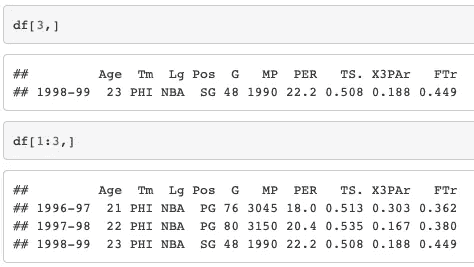 df[3,]
##         Age  Tm  Lg Pos  G   MP  PER   TS. X3PAr   FTr
## 1998-99  23 PHI NBA  SG 48 1990 22.2 0.508 0.188 0.449
df[1:3,]
##         Age  Tm  Lg Pos  G   MP  PER   TS. X3PAr   FTr
## 1996-97  21 PHI NBA  PG 76 3045 18.0 0.513 0.303 0.362
## 1997-98  22 PHI NBA  PG 80 3150 20.4 0.535 0.167 0.380
## 1998-99  23 PHI NBA  SG 48 1990 22.2 0.508 0.188 0.449